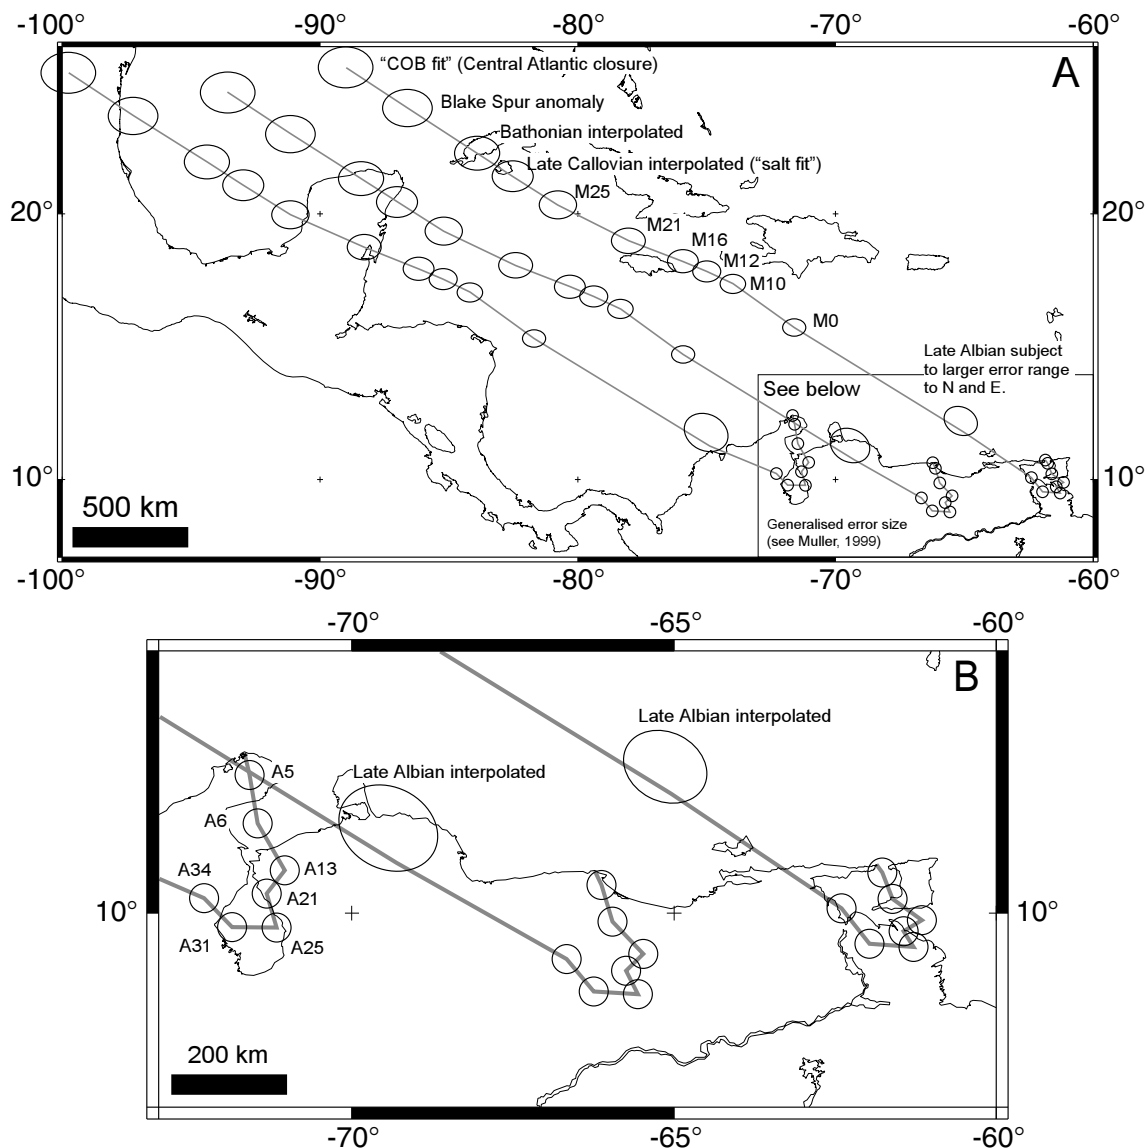 -100° -90° -80° -70° -60°
A
“COB fit” (Central Atlantic closure)
Blake Spur anomaly
Bathonian interpolated
Late Callovian interpolated (“salt fit”)
M25
20° 20°
M21
M16
M12
M10
M0
Late Albian subject
to larger error range
to N and E.
See below
10° 10°
500 km
Generalised error size
(see Muller, 1999)
-100° -90° -80° -70° -60°
-70° -65° -60°
B
Late Albian interpolated
Late Albian interpolated
A5
A6
A34
A13
A21
10° 10°
A31
A25
200 km
-70° -65° -60°